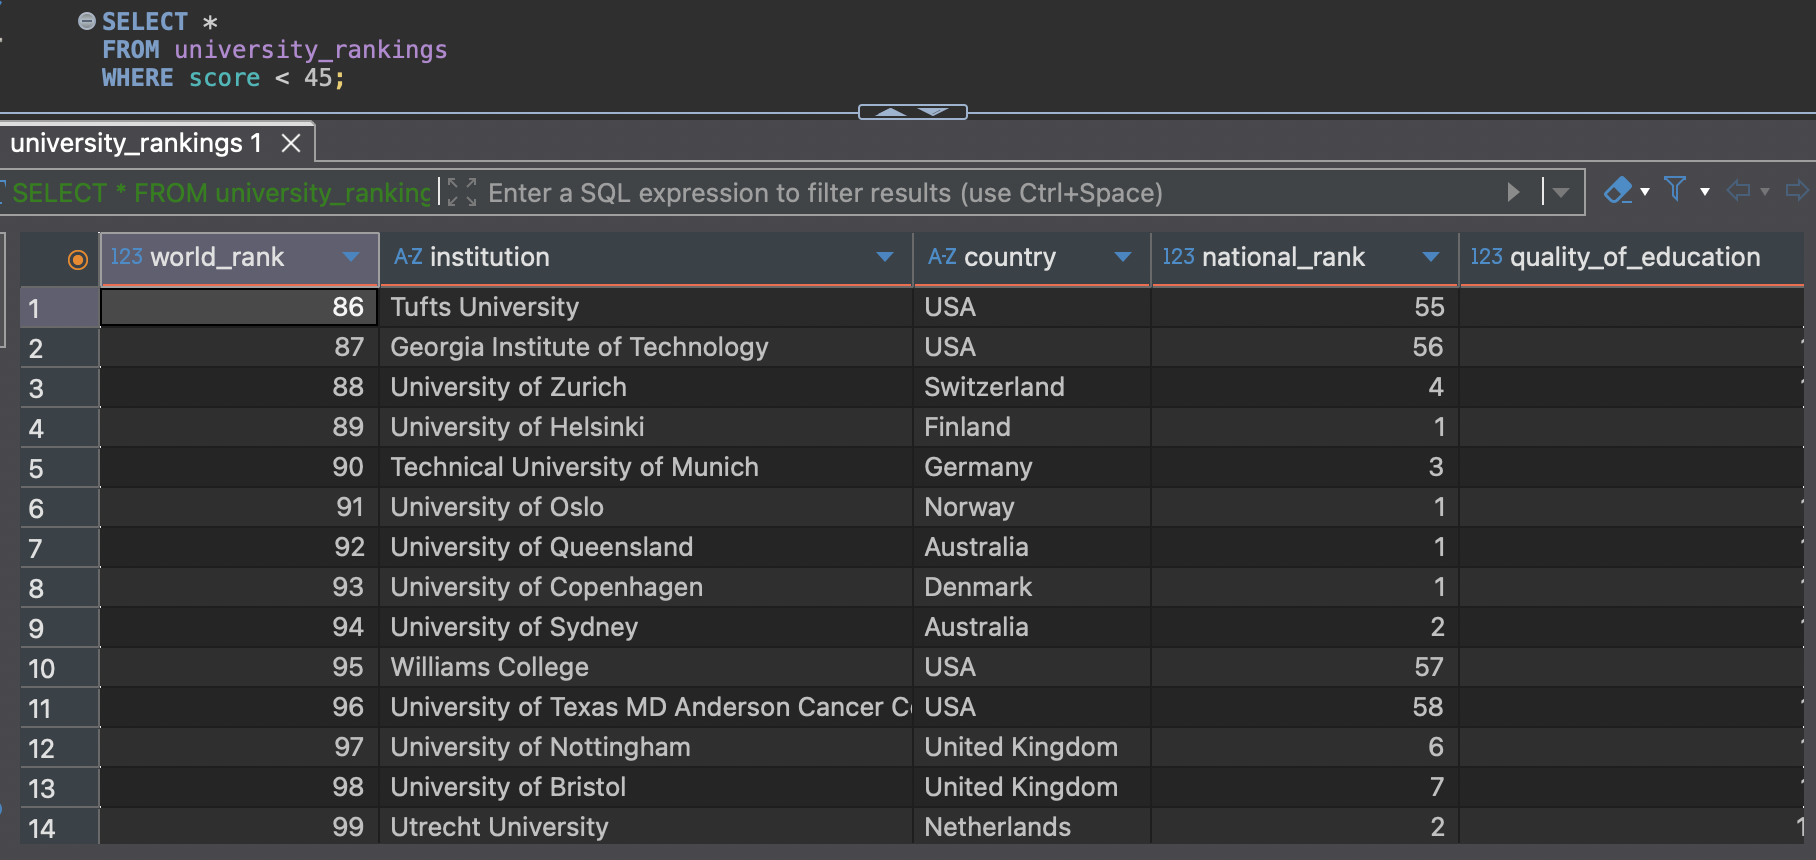 SELECT *
FROM university_rankings
WHERE score < 45;
university_rankings 1
SELECT * FROM university_ranking Enter a SQL expression to filter results (use Ctrl+Space)
123 world_rank A-Z institution A-Z country 123 national_rank 123 quality_of_education
1 86 Tufts University USA 55
2 87 Georgia Institute of Technology USA 56
3 88 University of Zurich Switzerland 4
4 89 University of Helsinki Finland 1
5 90 Technical University of Munich Germany 3
6 91 University of Oslo Norway 1
7 92 University of Queensland Australia 1
8 93 University of Copenhagen Denmark 1
9 94 University of Sydney Australia 2
10 95 Williams College USA 57
11 96 University of Texas MD Anderson Cancer USA 58
12 97 University of Nottingham United Kingdom 6
13 98 University of Bristol United Kingdom 7
14 99 Utrecht University Netherlands 2